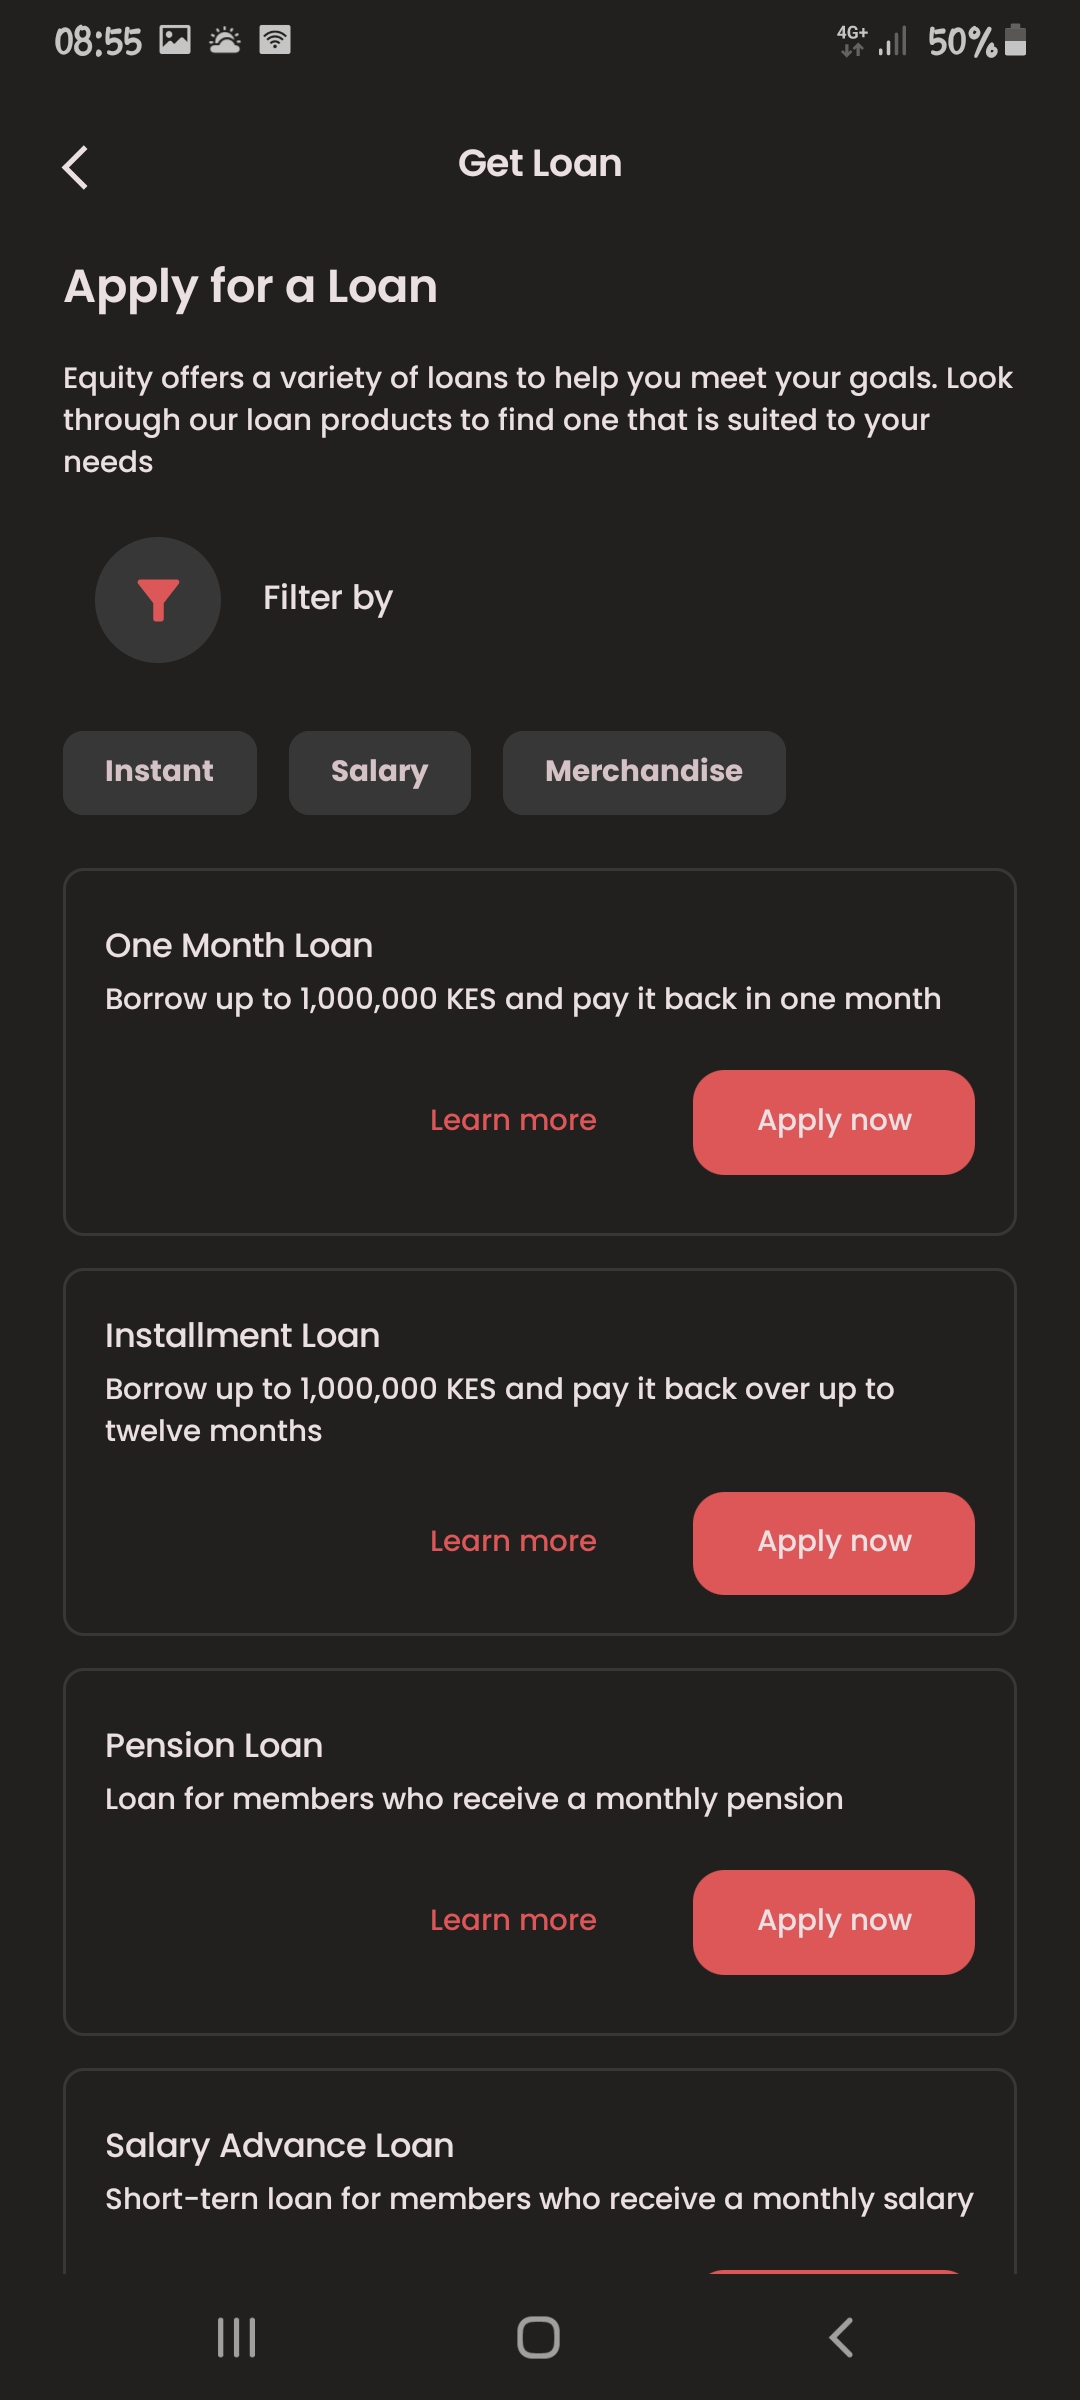 08:55
4G+
50%
Get Loan
Apply for a Loan
Equity offers a variety of loans to help you meet your goals. Look
through our loan products to find one that is suited to your
needs
Filter by
Instant Salary Merchandise
One Month Loan
Borrow up to 1,000,000 KES and pay it back in one month
Learn more Apply now
Installment Loan
Borrow up to 1,000,000 KES and pay it back over up to
twelve months
Learn more Apply now
Pension Loan
Loan for members who receive a monthly pension
Learn more Apply now
Salary Advance Loan
Short-tern loan for members who receive a monthly salary